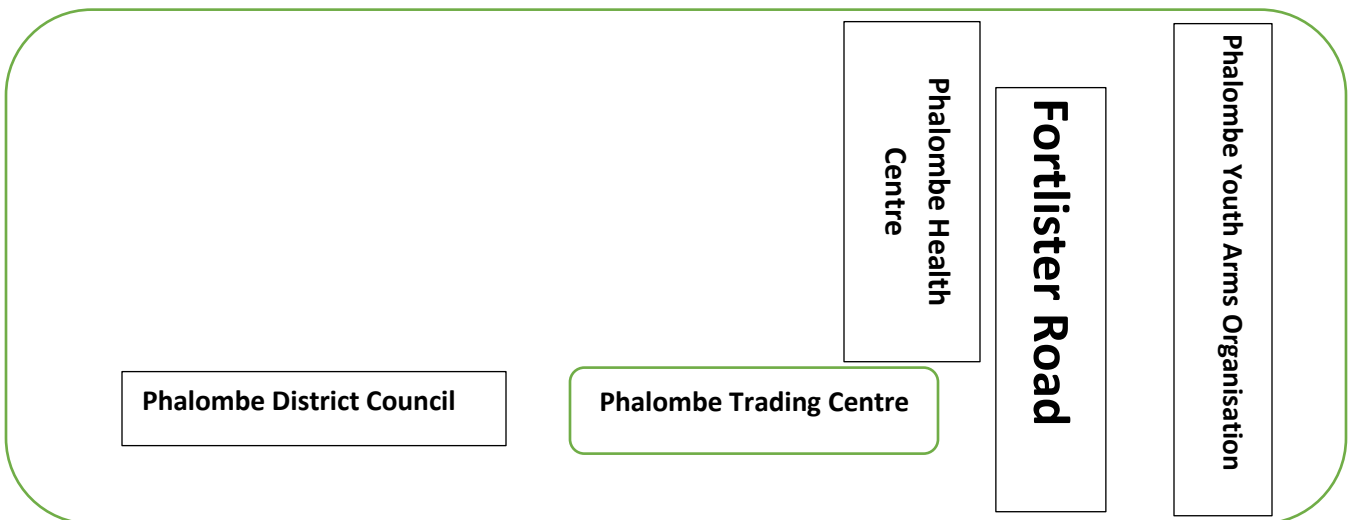 Phalombe Health
Centre
Fortlister Road
Phalombe Youth Arms Organisation
Phalombe District Council
Phalombe Trading Centre